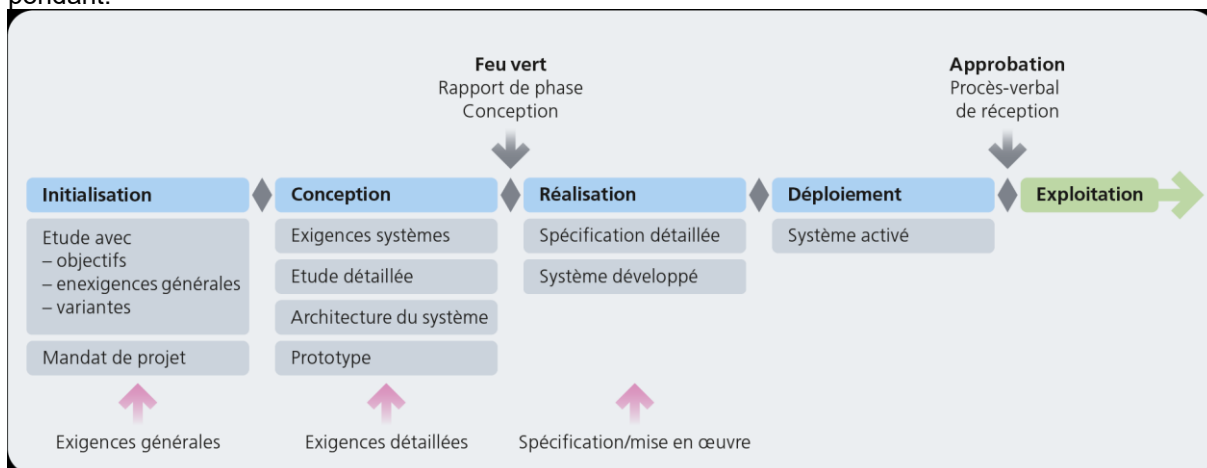 pendant.
Feu vert
Rapport de phase
Conception
Approbation
Procès-verbal
de réception
Initialisation
Conception
Réalisation
Déploiement
Exploitation
Etude avec
– objectifs
– enexigences générales
– variantes
Mandat de projet
Exigences systèmes
Etude détaillée
Architecture du système
Prototype
Spécification détaillée
Système développé
Système activé
Exigences générales
Exigences détaillées
Spécification/mise en œuvre